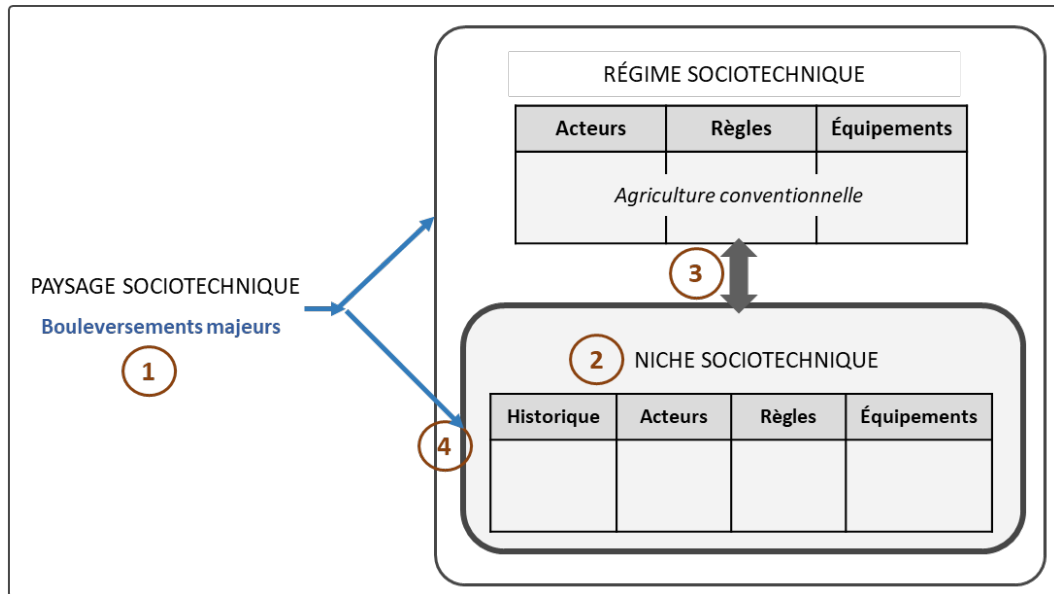 RÉGIME SOCIOTECHNIQUE
Acteurs Règles Équipements
Agriculture conventionnelle
3
PAYSAGE SOCIOTECHNIQUE
Bouleversements majeurs
1
2 NICHE SOCIOTECHNIQUE
Historique Acteurs Règles Équipements
4